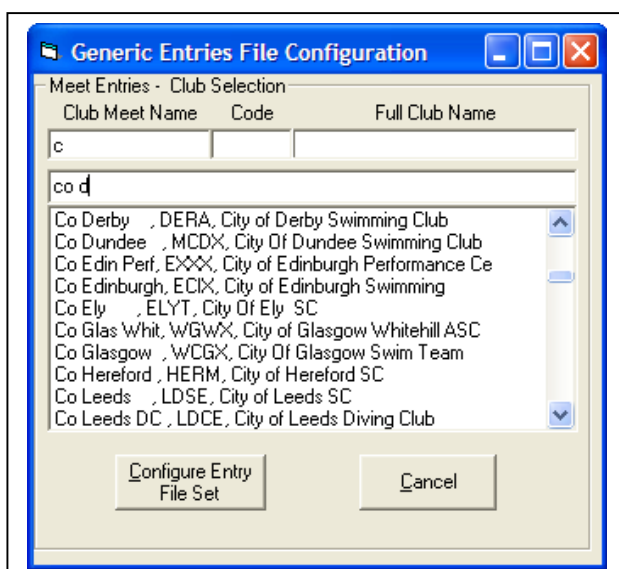 Generic Entries File Configuration
Meet Entries - Club Selection
Club Meet Name Code Full Club Name
c
co d
Co Derby , DERA, City of Derby Swimming Club
Co Dundee , MCDX, City Of Dundee Swimming Club
Co Edin Perf, EXXX, City of Edinburgh Performance Ce
Co Edinburgh, ECIX, City of Edinburgh Swimming
Co Ely , ELYT, City Of Ely SC
Co Glas Whit, WGWX, City of Glasgow Whitehill ASC
Co Glasgow , WCGX, City Of Glasgow Swim Team
Co Hereford , HERM, City of Hereford SC
Co Leeds , LDSE, City of Leeds SC
Co Leeds DC , LDCE, City of Leeds Diving Club
Configure Entry
File Set
Cancel